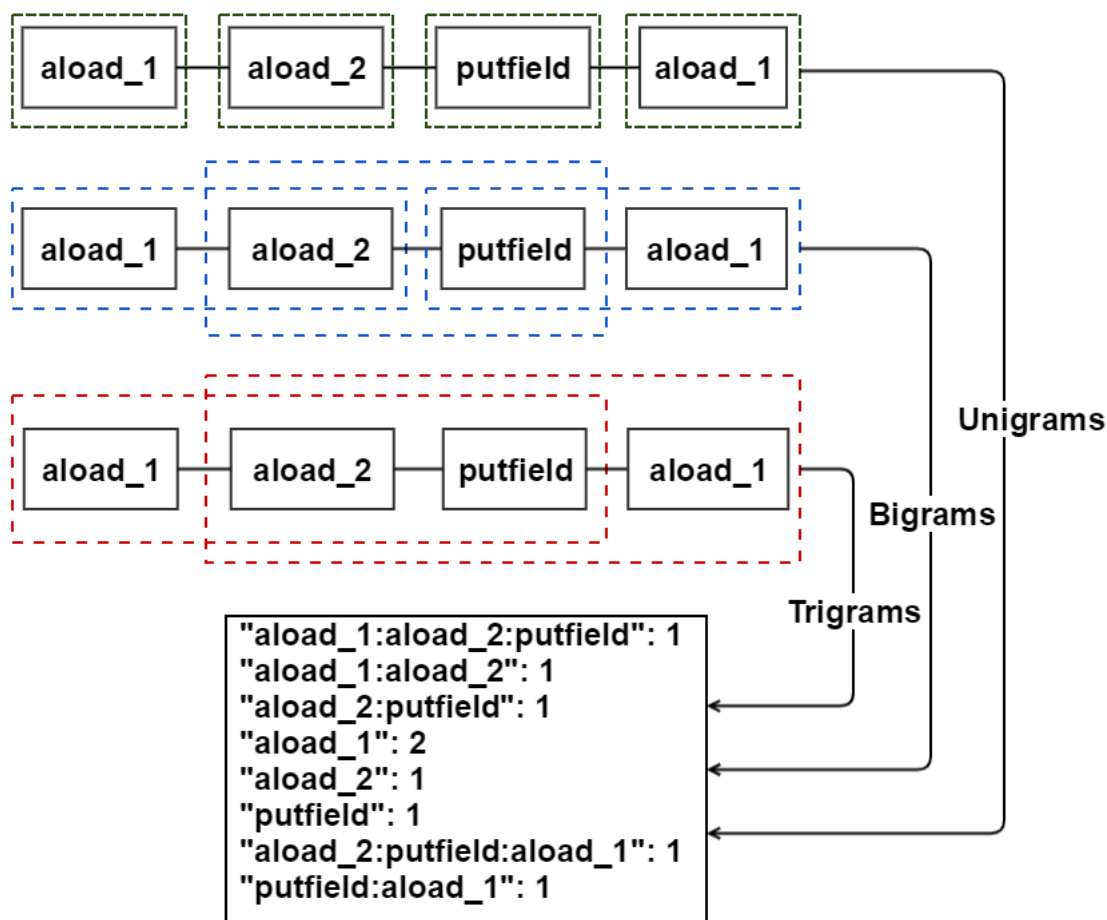 aload_1 aload_2 putfield aload_1
aload_1 aload_2 putfield aload_1
aload_1 aload_2 putfield aload_1
Unigrams
Bigrams
Trigrams
"aload_1:aload_2:putfield": 1
"aload_1:aload_2": 1
"aload_2:putfield": 1
"aload_1": 2
"aload_2": 1
"putfield": 1
"aload_2:putfield:aload_1": 1
"putfield:aload_1": 1